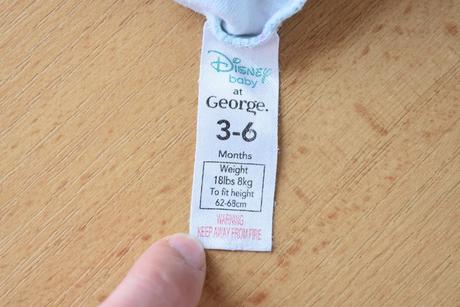 Disney
baby
at
George.
3-6
Months
Weight
18lbs 8kg
To fit height
62-68cm
WARNING
KEEP AWAY FROM FIRE